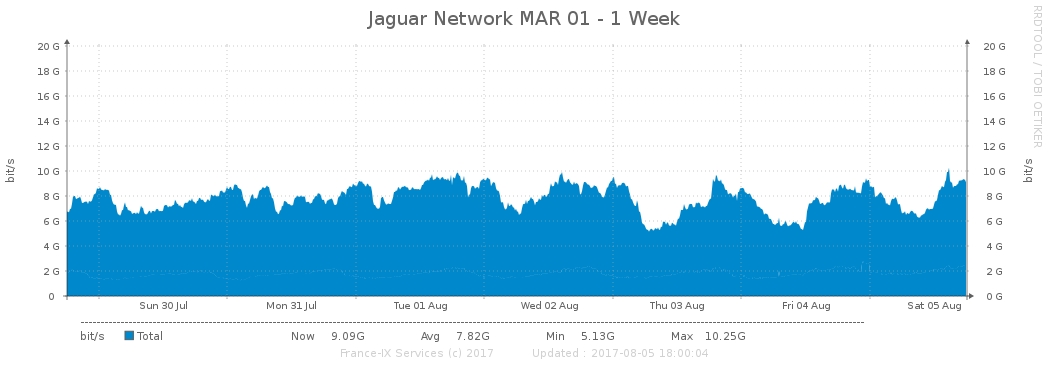 Jaguar Network MAR 01 - 1 Week
RRDTOOL / TOBI OETIKER
bit/s
20 G 20 G
18 G 18 G
16 G 16 G
14 G 14 G
12 G 12 G
10 G 10 G
8 G 8 G
6 G 6 G
4 G 4 G
2 G 2 G
0 0 G
bit/s
Sun 30 Jul Mon 31 Jul Tue 01 Aug Wed 02 Aug Thu 03 Aug Fri 04 Aug Sat 05 Aug
bit/s Total Now 9.09G Avg 7.82G Min 5.13G Max 10.25G
France-IX Services (c) 2017 Updated : 2017-08-05 18:00:04